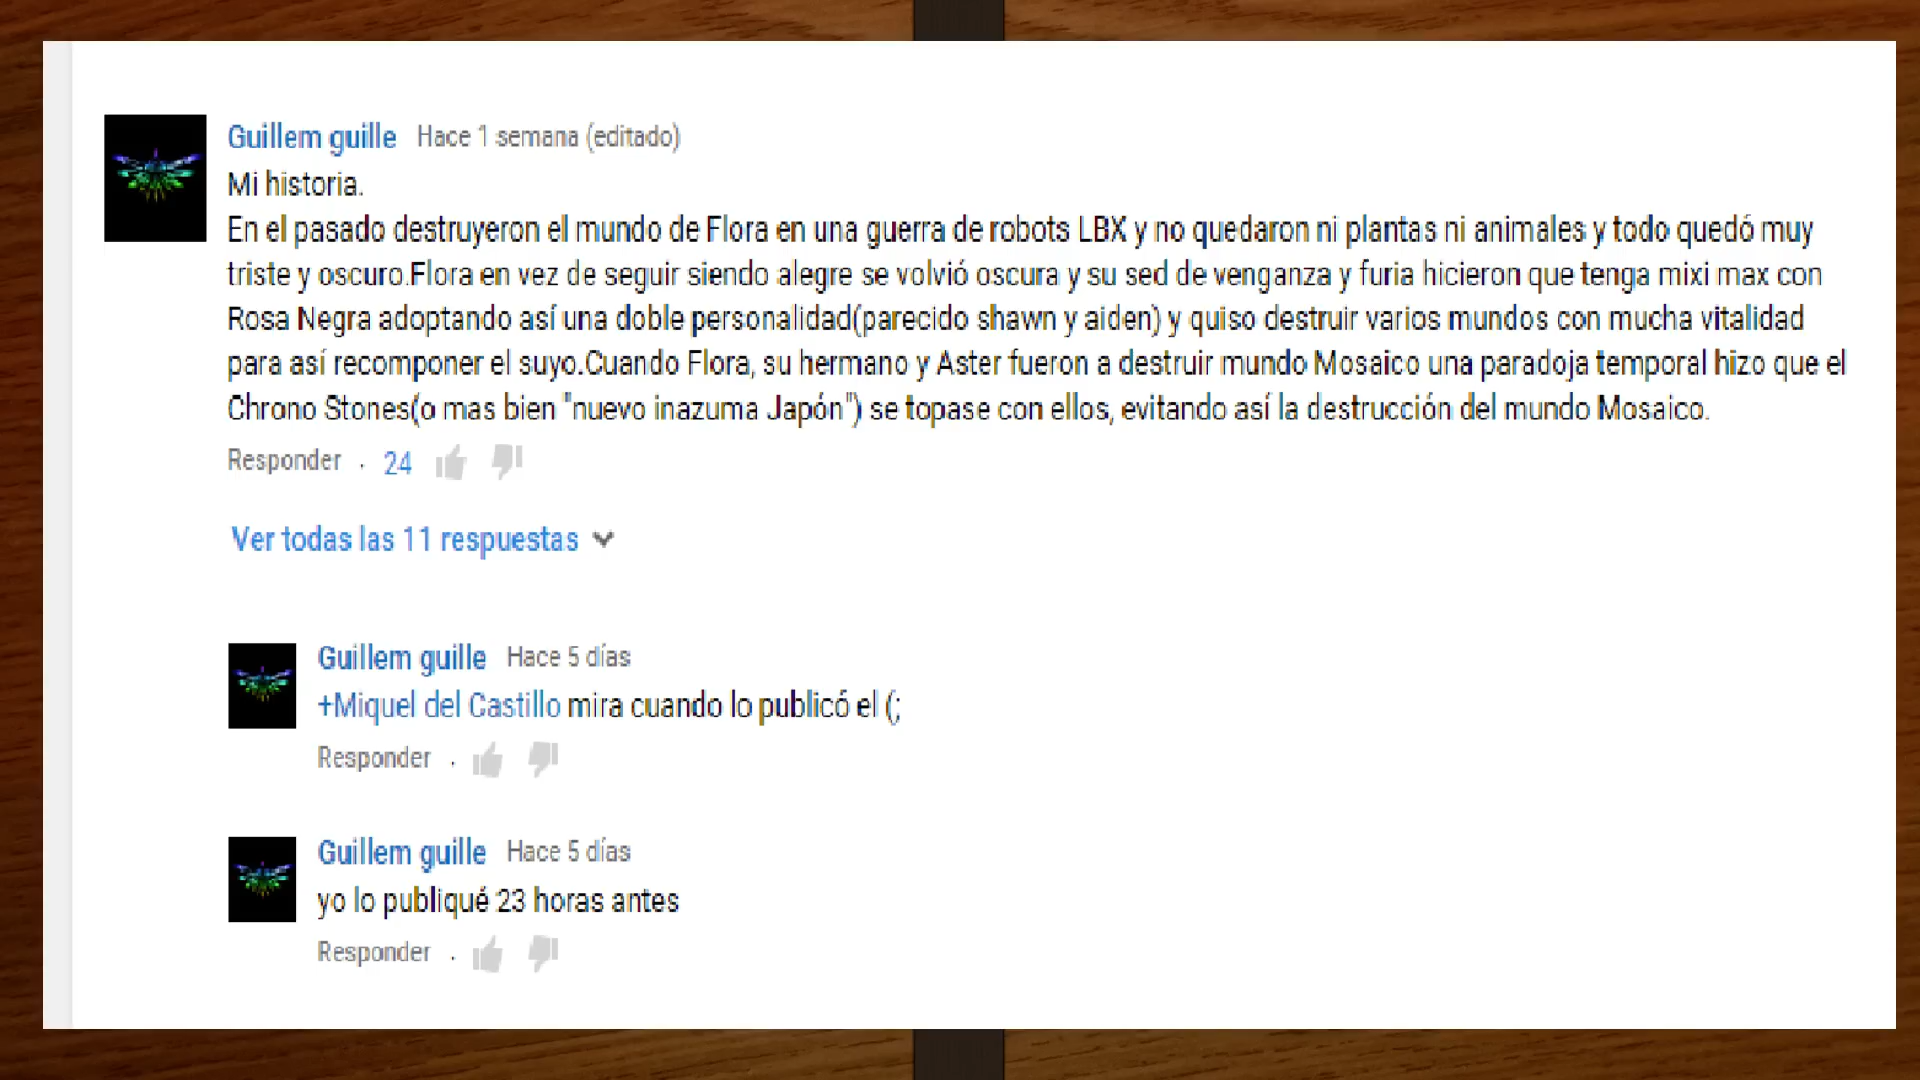 Guillem guille Hace 1 semana (editado)
Mi historia.
En el pasado destruyeron el mundo de Flora en una guerra de robots LBX y no quedaron ni plantas ni animales y todo quedó muy
triste y oscuro.Flora en vez de seguir siendo alegre se volvió oscura y su sed de venganza y furia hicieron que tenga mixi max con
Rosa Negra adoptando así una doble personalidad(parecido shawn y aiden) y quiso destruir varios mundos con mucha vitalidad
para así recomponer el suyo.Cuando Flora, su hermano y Aster fueron a destruir mundo Mosaico una paradoja temporal hizo que el
Chrono Stones(o mas bien "nuevo inazuma Japón") se topase con ellos, evitando así la destrucción del mundo Mosaico.
Responder · 24
Ver todas las 11 respuestas
Guillem guille Hace 5 días
+Miquel del Castillo mira cuando lo publicó el (;
Responder ·
Guillem guille Hace 5 días
yo lo publiqué 23 horas antes
Responder ·